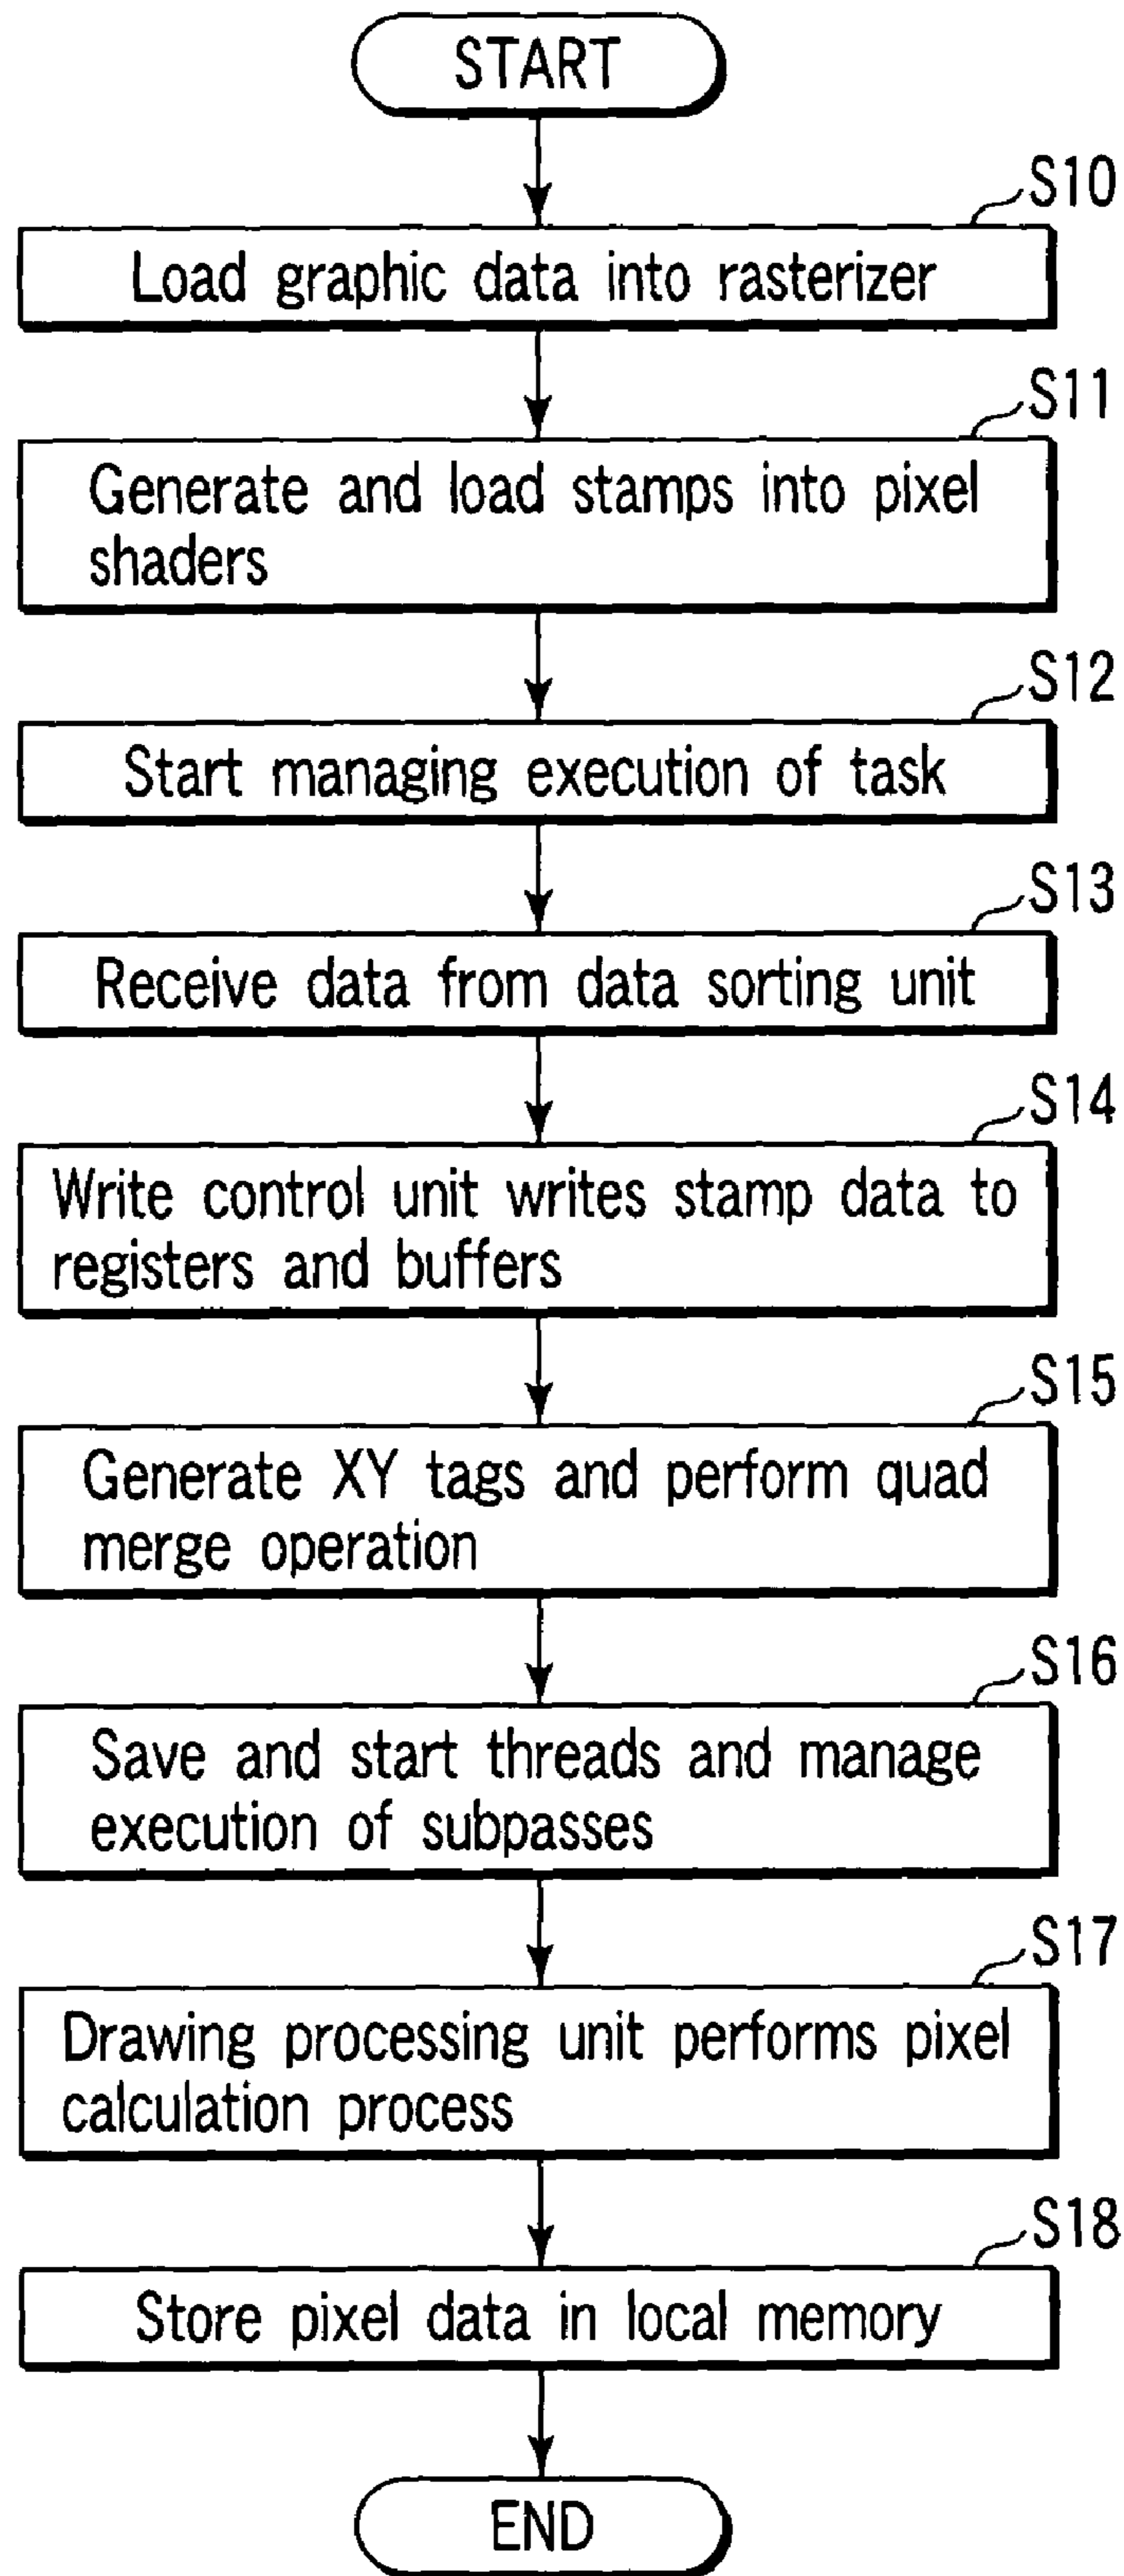 START
S10
Load graphic data into rasterizer
S11
Generate and load stamps into pixel
shaders
S12
Start managing execution of task
S13
Receive data from data sorting unit
S14
Write control unit writes stamp data to
registers and buffers
S15
Generate XY tags and perform quad
merge operation
S16
Save and start threads and manage
execution of subpasses
S17
Drawing processing unit performs pixel
calculation process
S18
Store pixel data in local memory
END